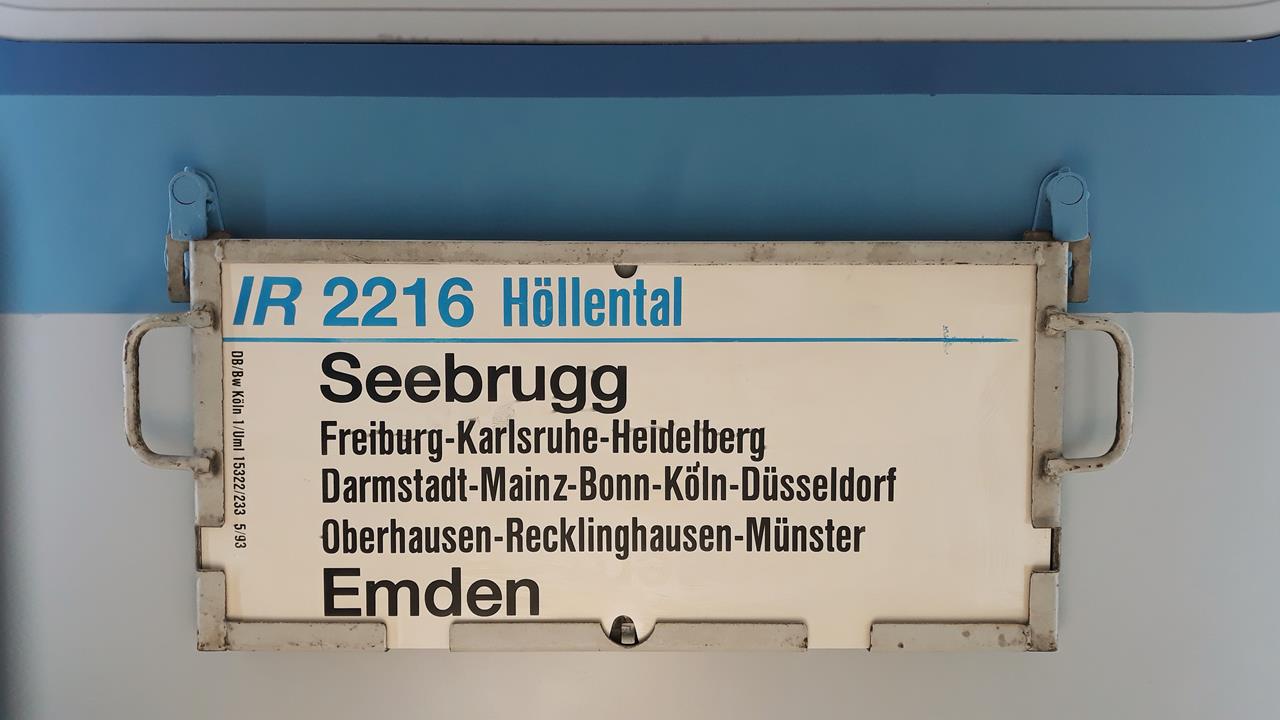 IR 2216 Höllental
Seebrugg
Freiburg-Karlsruhe-Heidelberg
Darmstadt-Mainz-Bonn-Köln-Düsseldorf
Oberhausen-Recklinghausen-Münster
Emden
DB/Bw Köln 1/Uml 15322/233 5/93